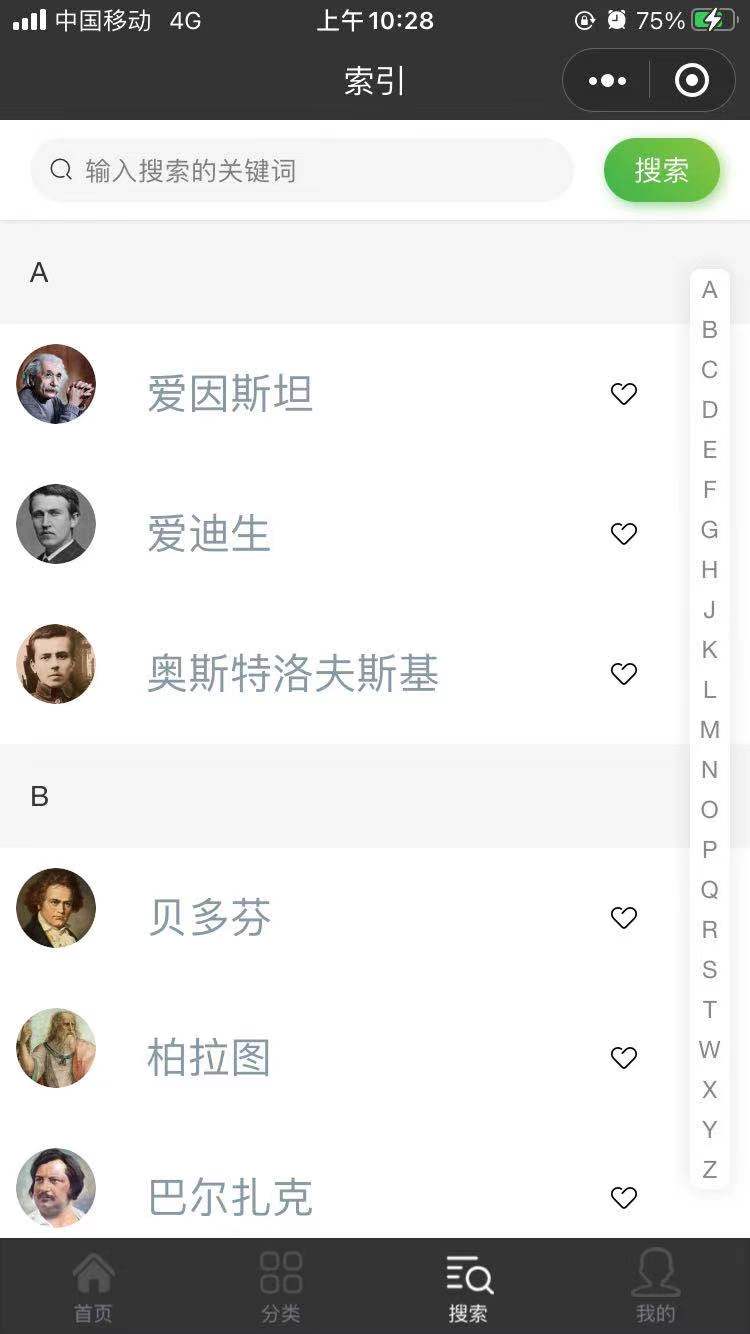 中国移动 4G 上午10:28 75%
索引
输入搜索的关键词 搜索
A
爱因斯坦
爱迪生
奥斯特洛夫斯基
B
贝多芬
柏拉图
巴尔扎克
A
B
C
D
E
F
G
H
J
K
L
M
N
O
P
Q
R
S
T
W
X
Y
Z
首页 分类 搜索 我的